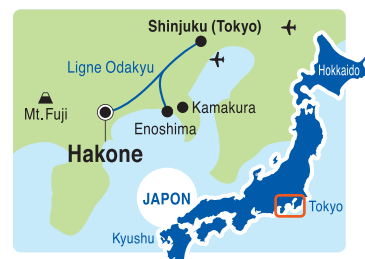 Shinjuku (Tokyo)
Ligne Odakyu
Hokkaido
Mt. Fuji
Kamakura
Enoshima
Hakone
JAPON
Tokyo
Kyushu